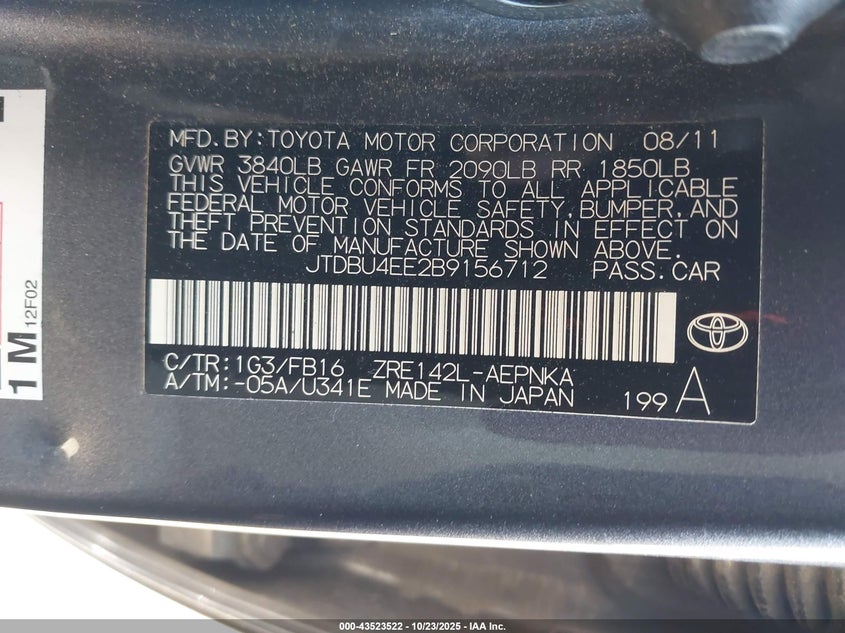 MFD.BY:TOYOTA MOTOR CORPORATION 08/11
GVWR 3840LB GAWR FR 2090LB RR 1850LB
THIS VEHICLE CONFORMS TO ALL APPLICABLE
FEDERAL MOTOR VEHICLE SAFETY,BUMPER,AND
THEFT PREVENTION STANDARDS IN EFFECT ON
THE DATE OF MANUFACTURE SHOWN ABOVE.
JTDBU4EE2B9156712 PASS.CAR
C/TR:1G3/FB16 ZRE142L-AEPNKA
A/TM:-05A/U341E MADE IN JAPAN
199 A
1M
12F02
000-43523522 | 10/23/2025 | IAA Inc.